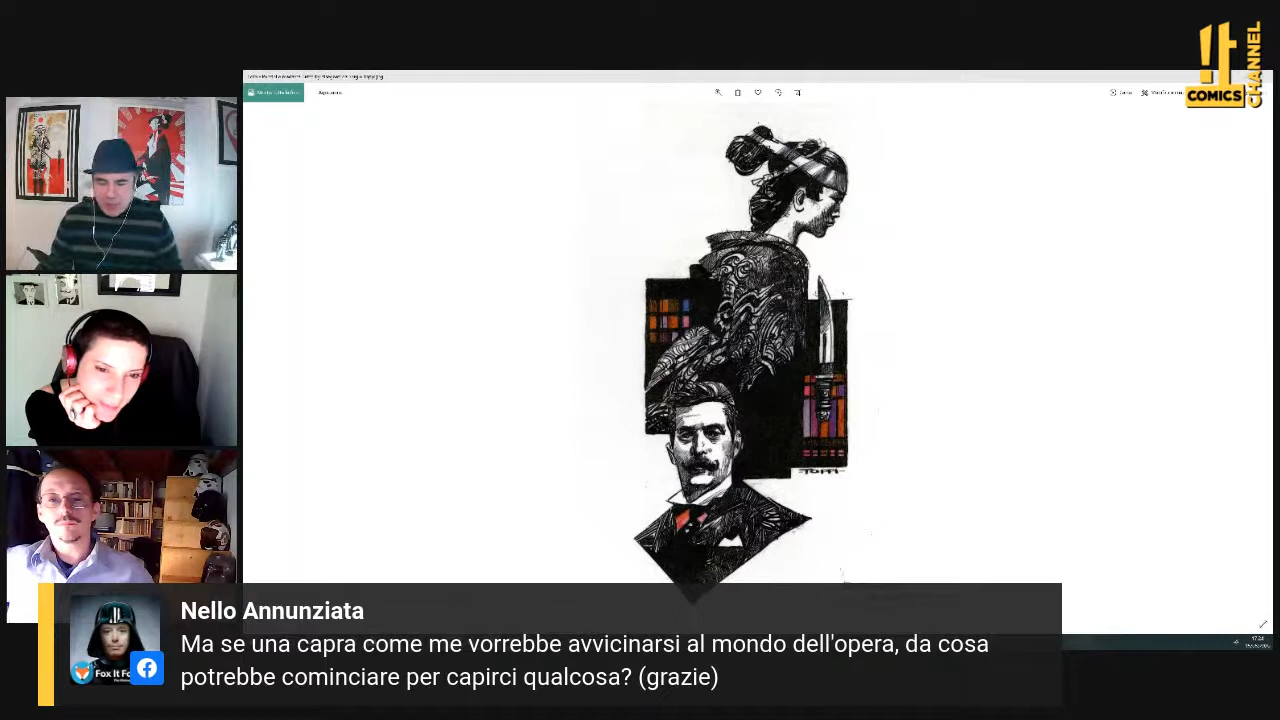 !t
COMICS
CHANNEL
TOPPI
Nello Annunziata
Ma se una capra come me vorrebbe avvicinarsi al mondo dell'opera, da cosa
potrebbe cominciare per capirci qualcosa? (grazie)